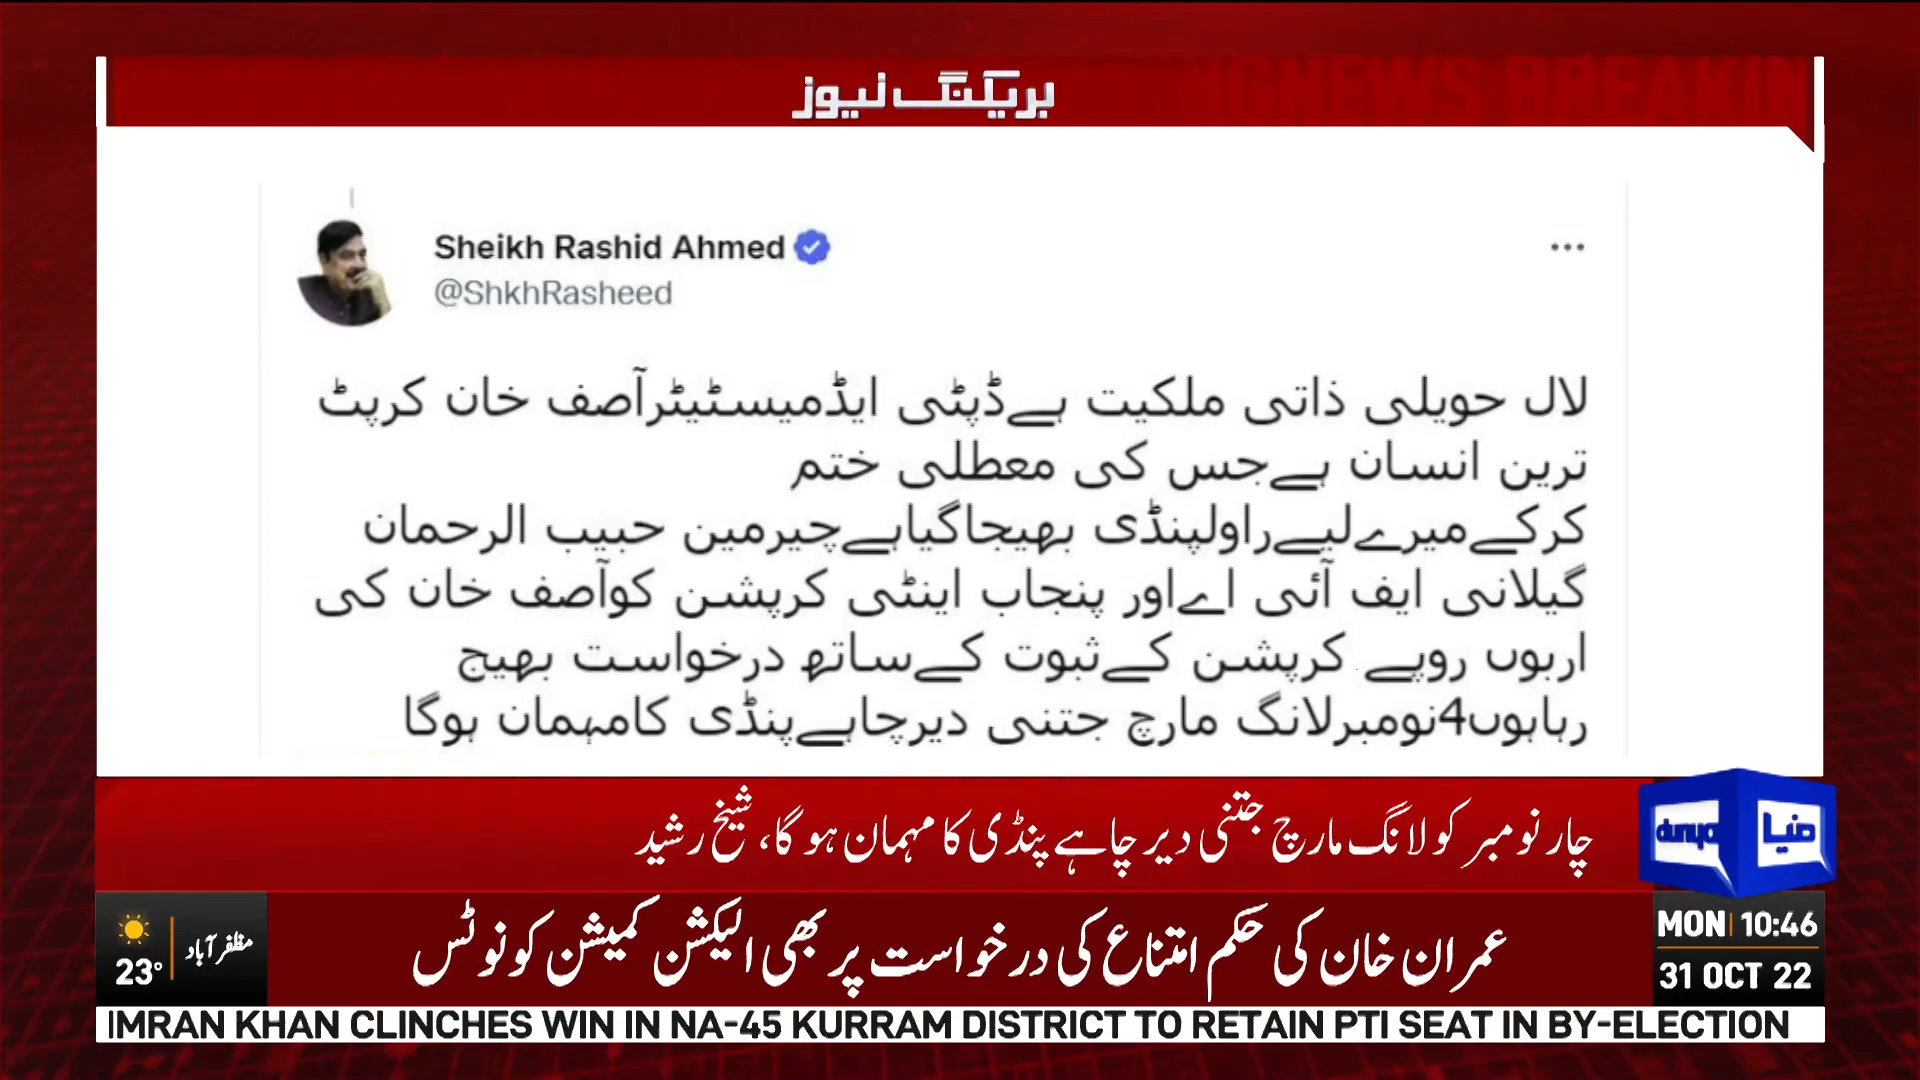 بریکنگ نیوز
Sheikh Rashid Ahmed
@ShkhRasheed
لال حویلی ذاتی ملکیت ہےڈپٹی ایڈمیسٹیٹرآصف خان کرپٹ
ترین انسان ہےجس کی معطلی ختم
کرکےمیرےلیےراولپنڈی بھیجاگیاہےچیرمین حبیب الرحمان
گیلانی ایف آئی اےاور پنجاب اینٹی کرپشن کوآصف خان کی
اربوں روپے کرپشن کےثبوت کےساتھ درخواست بھیج
رہاہوں4نومبرلانگ مارچ جتنی دیرچاہےپنڈی کامہمان ہوگا
چار نومبر کو لانگ مارچ جتنی دیر چاہے پنڈی کا مہمان ہو گا، شیخ رشید
dunya دنیا
عمران خان کی حکم امتناع کی درخواست پر بھی الیکشن کمیشن کو نوٹس
مظفر آباد
23°
MON 10:46
31 OCT 22
IMRAN KHAN CLINCHES WIN IN NA-45 KURRAM DISTRICT TO RETAIN PTI SEAT IN BY-ELECTION